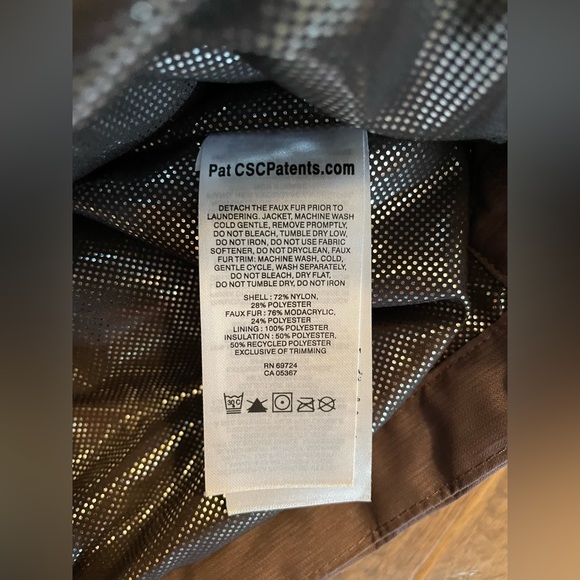 Pat CSCPatents.com
DETACH THE FAUX FUR PRIOR TO
LAUNDERING. JACKET, MACHINE WASH
COLD GENTLE, REMOVE PROMPTLY,
DO NOT BLEACH, TUMBLE DRY LOW,
DO NOT IRON, DO NOT USE FABRIC
SOFTENER, DO NOT DRYCLEAN, FAUX
FUR TRIM: MACHINE WASH, COLD,
GENTLE CYCLE, WASH SEPARATELY,
DO NOT BLEACH, DRY FLAT,
DO NOT TUMBLE DRY, DO NOT IRON
SHELL : 72% NYLON,
28% POLYESTER
FAUX FUR : 76% MODACRYLIC,
24% POLYESTER
LINING : 100% POLYESTER
INSULATION : 50% POLYESTER,
50% RECYCLED POLYESTER
EXCLUSIVE OF TRIMMING
RN 69724
CA 05367
30°C